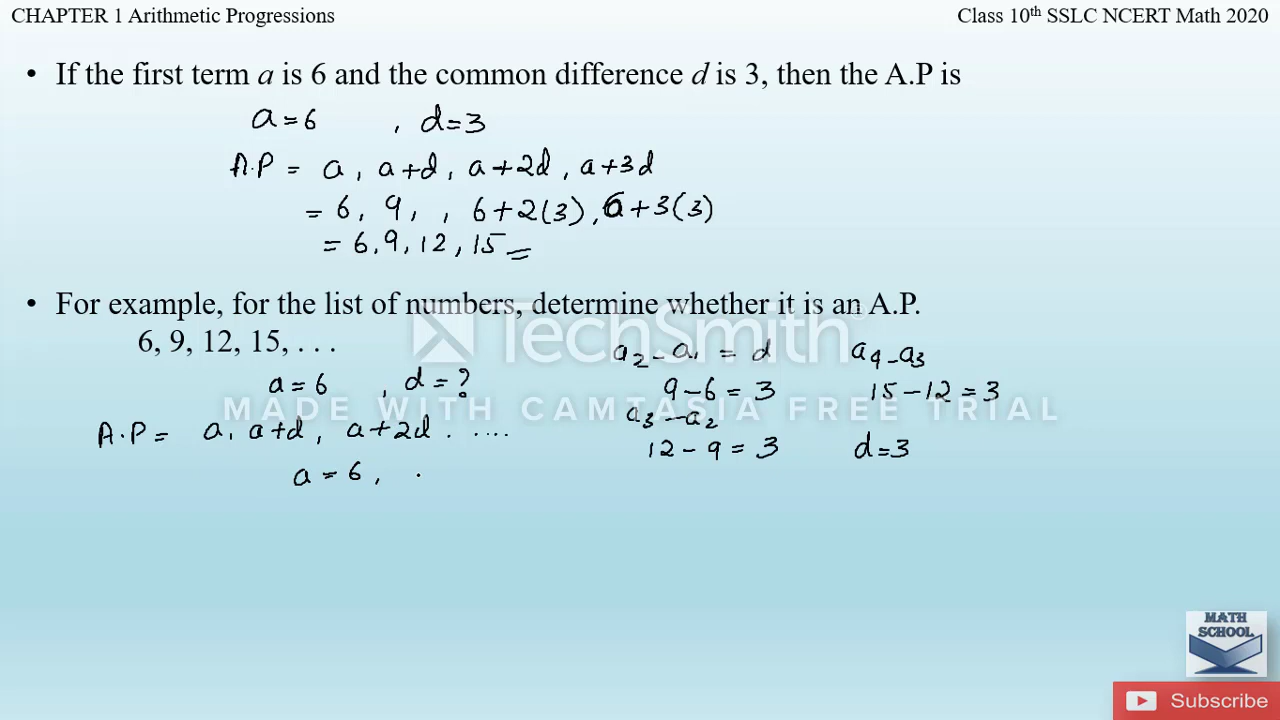 CHAPTER 1 Arithmetic Progressions
Class 10th SSLC NCERT Math 2020
• If the first term a is 6 and the common difference d is 3, then the A.P is
a = 6 , d = 3
A.P = a , a + d , a + 2d , a + 3d
= 6 , 9 , , 6 + 2 (3) , 6 + 3 (3)
= 6 , 9 , 12 , 15 =
• For example, for the list of numbers, determine whether it is an A.P.
6, 9, 12, 15, . . .
TechSmith
MADE WITH CAMTASIA FREE TRIAL
a = 6 , d = ?
A.P = a , a + d , a + 2d . ....
a = 6 , .
a2 – a1 = d
9 – 6 = 3
a3 – a2
12 – 9 = 3
a4 – a3
15 – 12 = 3
d = 3
MATH
SCHOOL
Subscribe